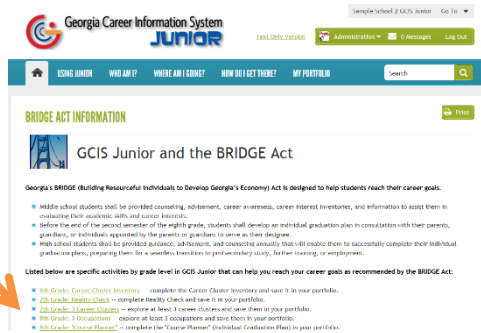 Sample School 2 GCIS Junior Go To
Georgia Career Information System
JUNIOR
Text Only Version Administration 0 Messages Log Out
USING JUNIOR WHO AM I? WHERE AM I GOING? HOW DO I GET THERE? MY PORTFOLIO Search
BRIDGE ACT INFORMATION
Print
GCIS Junior and the BRIDGE Act
Georgia's BRIDGE (Building Resourceful Individuals to Develop Georgia's Economy) Act is designed to help students reach their career goals.
Middle school students shall be provided counseling, advisement, career awareness, career interest inventories, and information to assist them in
evaluating their academic skills and career interests.
Before the end of the second semester of the eighth grade, students shall develop an individual graduation plan in consultation with their parents,
guardians, or individuals appointed by the parents or guardians to serve as their designee.
High school students shall be provided guidance, advisement, and counseling annually that will enable them to successfully complete their individual
graduation plans, preparing them for a seamless transition to postsecondary study, further training, or employment.
Listed below are specific activities by grade level in GCIS Junior that can help you reach your career goals as recommended by the BRIDGE Act:
6th Grade: Career Cluster Inventory -- complete the Career Cluster Inventory and save it in your portfolio.
7th Grade: Reality Check -- complete Reality Check and save it in your portfolio.
7th Grade: 3 Career Clusters -- explore at least 3 career clusters and save them in your portfolio.
8th Grade: 3 Occupations -- explore at least 3 occupations and save them in your portfolio.
8th Grade: "Course Planner" -- complete the "Course Planner" (Individual Graduation Plan) in your portfolio.